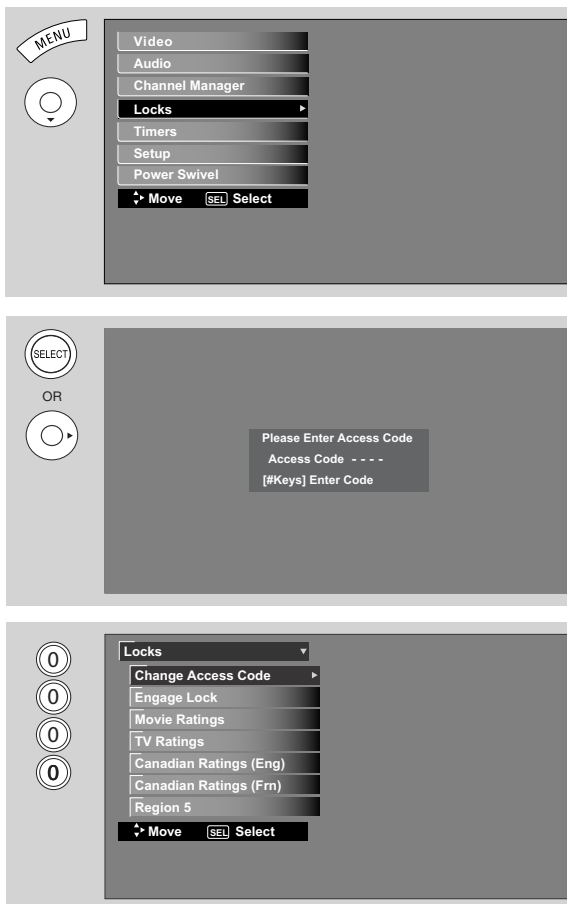 MENU
Video
Audio
Channel Manager
Locks
Timers
Setup
Power Swivel
Move SEL Select
SELECT
OR
Please Enter Access Code
Access Code - - - -
[#Keys] Enter Code
0
0
0
0
Locks
Change Access Code
Engage Lock
Movie Ratings
TV Ratings
Canadian Ratings (Eng)
Canadian Ratings (Frn)
Region 5
Move SEL Select